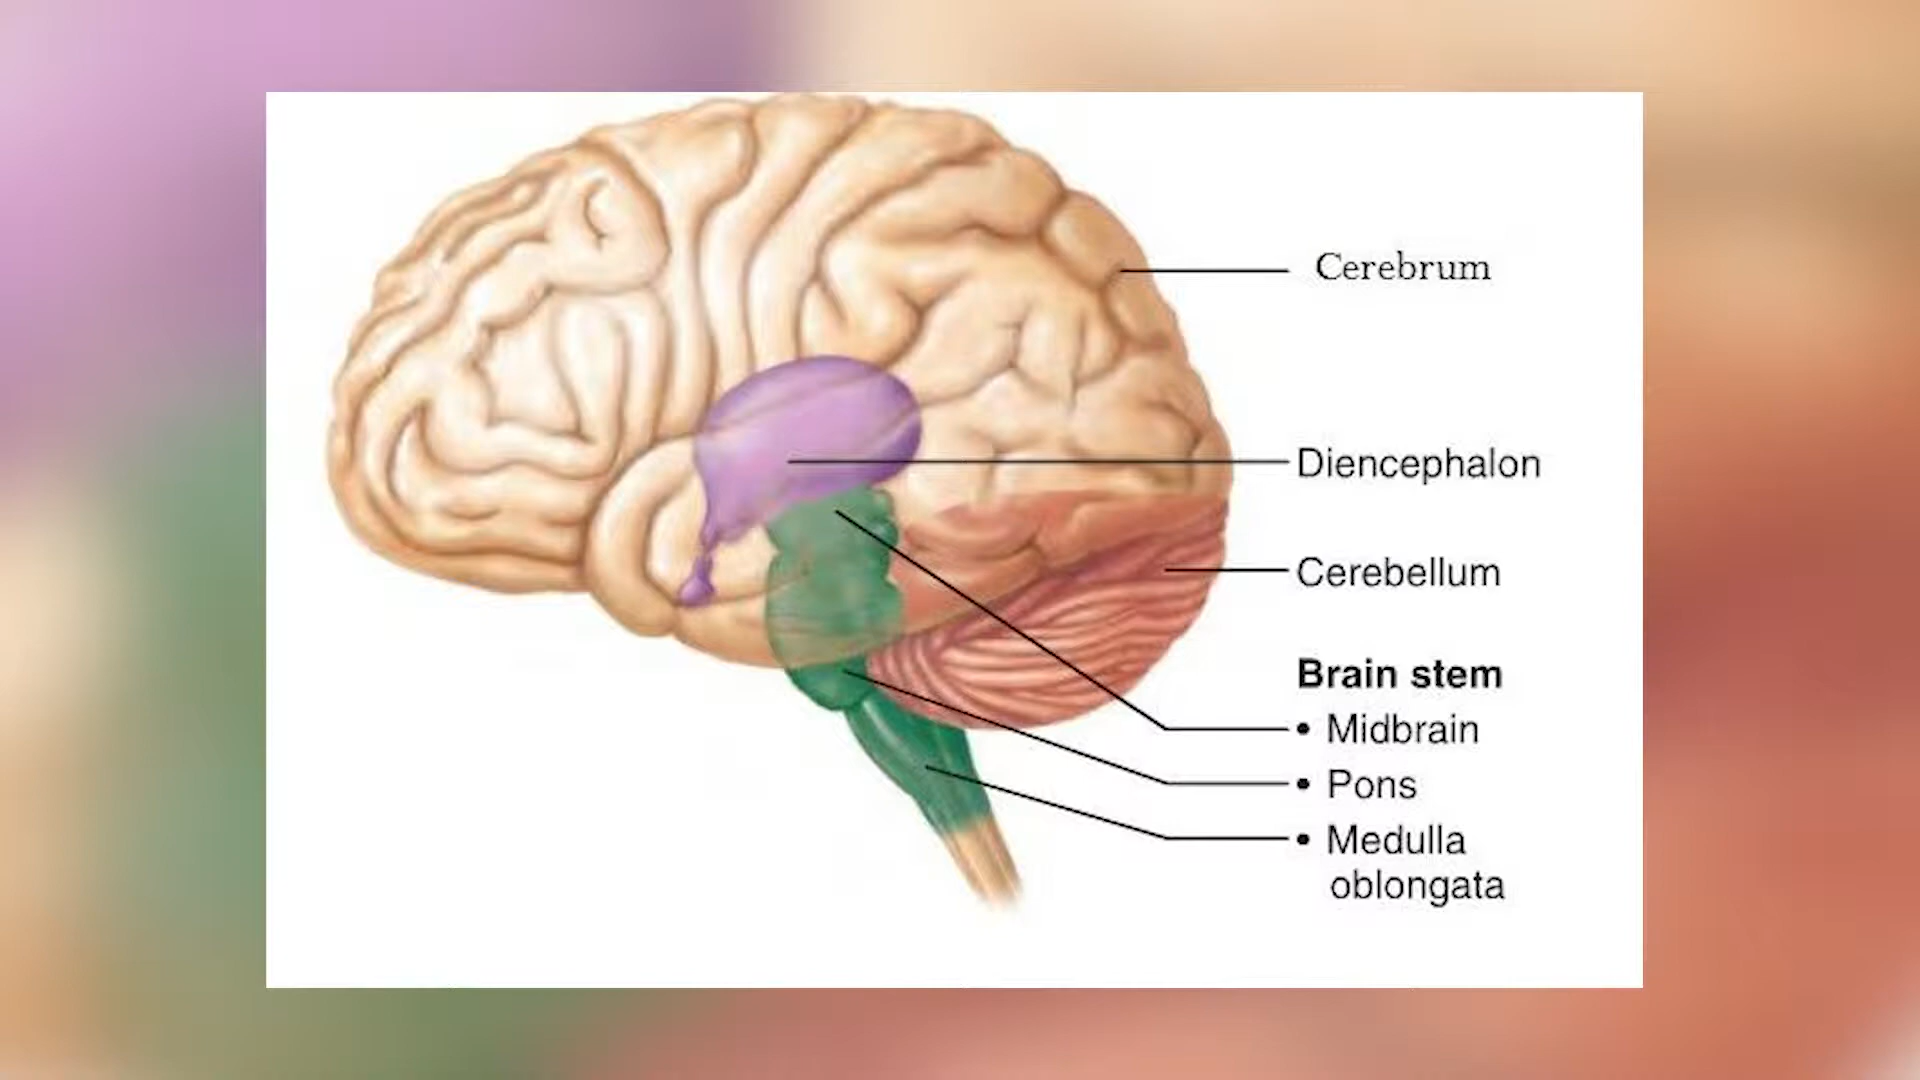 Cerebrum
Diencephalon
Cerebellum
Brain stem
• Midbrain
• Pons
• Medulla
oblongata